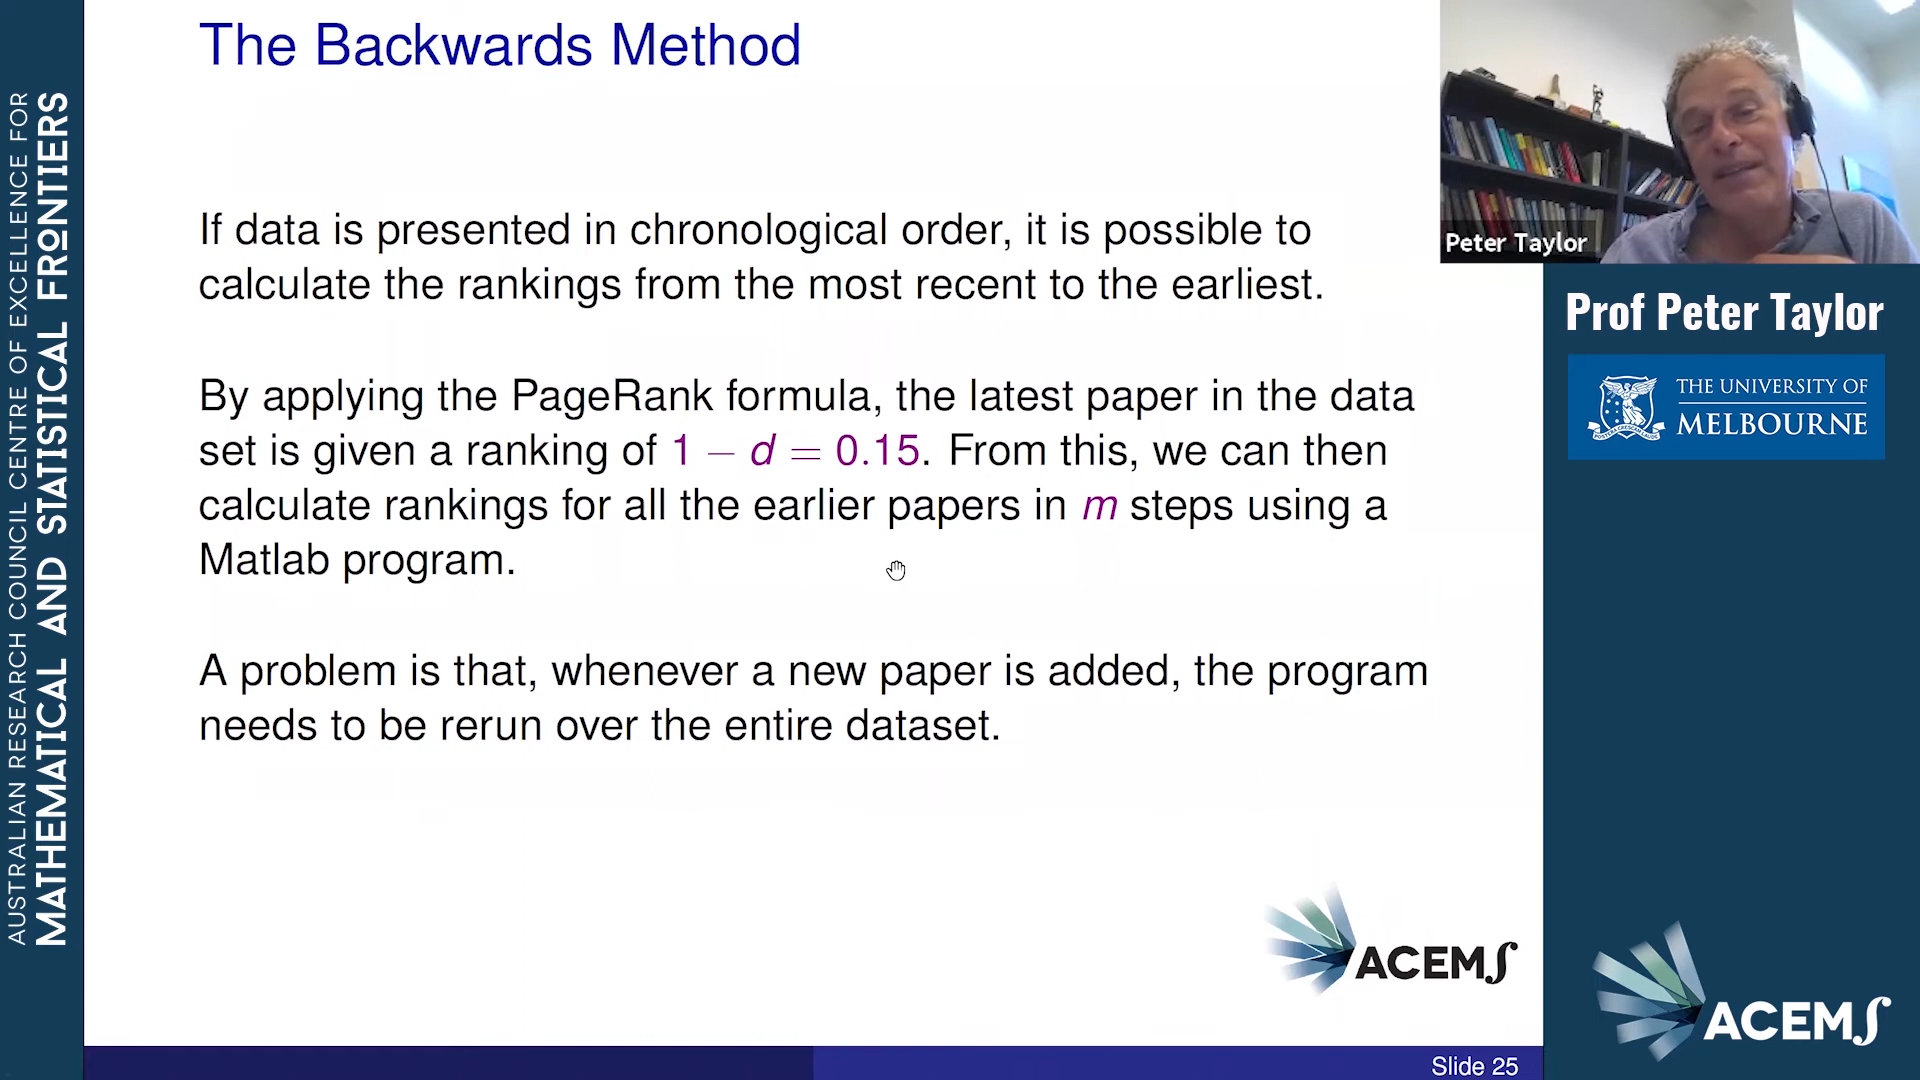 AUSTRALIAN RESEARCH COUNCIL CENTRE OF EXCELLENCE FOR
MATHEMATICAL AND STATISTICAL FRONTIERS
The Backwards Method
If data is presented in chronological order, it is possible to
calculate the rankings from the most recent to the earliest.
By applying the PageRank formula, the latest paper in the data
set is given a ranking of 1 − d = 0.15. From this, we can then
calculate rankings for all the earlier papers in m steps using a
Matlab program.
A problem is that, whenever a new paper is added, the program
needs to be rerun over the entire dataset.
ACEMS
Slide 25
Peter Taylor
Prof Peter Taylor
THE UNIVERSITY OF
MELBOURNE
ACEMS